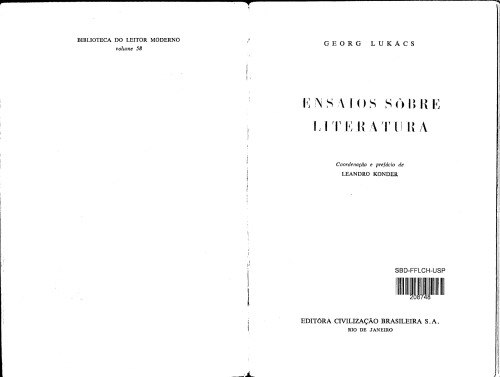 BIBLIOTECA DO LEITOR MODERNO
volume 58
GEORG LUKACS
ENSAIOS SÔBRE
LITERATURA
Coordenação e prefácio de
LEANDRO KONDER
SBD-FFLCH-USP
208748
EDITÔRA CIVILIZAÇÃO BRASILEIRA S.A.
RIO DE JANEIRO